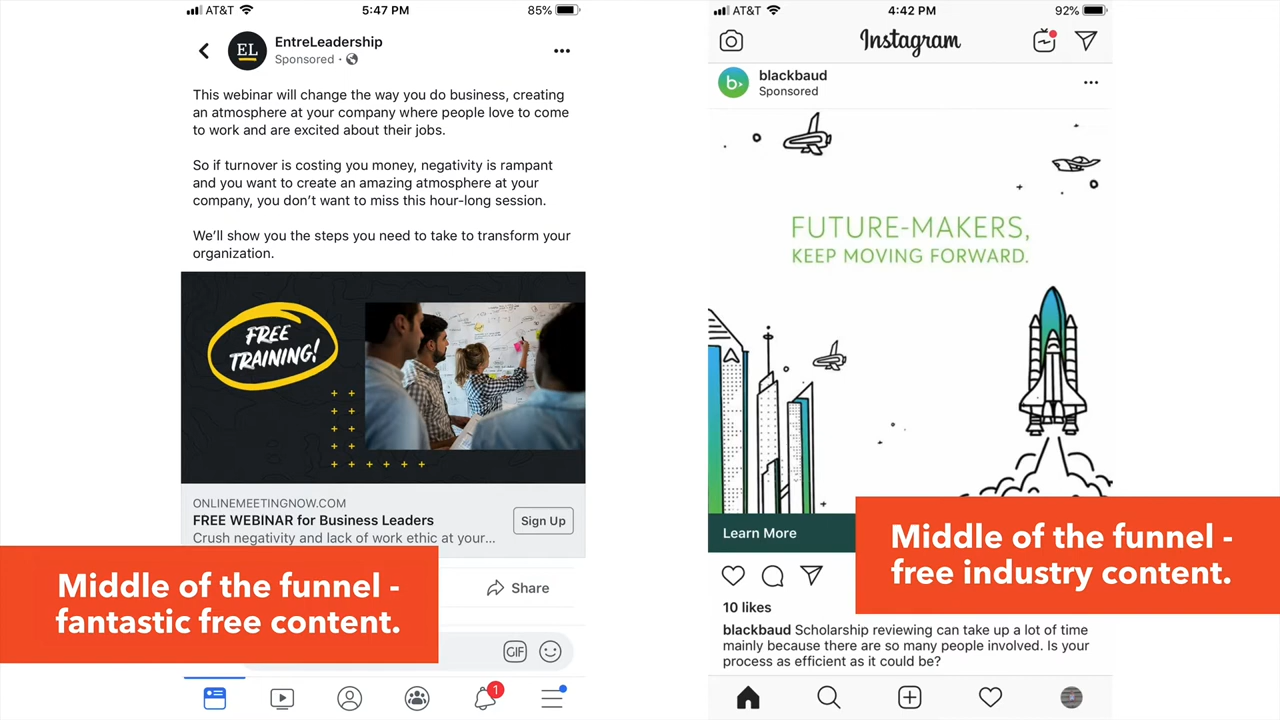 AT&T
5:47 PM
85%
EL
EntreLeadership
Sponsored ·
This webinar will change the way you do business, creating
an atmosphere at your company where people love to come
to work and are excited about their jobs.
So if turnover is costing you money, negativity is rampant
and you want to create an amazing atmosphere at your
company, you don't want to miss this hour-long session.
We'll show you the steps you need to take to transform your
organization.
FREE
TRAINING!
ONLINEMEETINGNOW.COM
FREE WEBINAR for Business Leaders
Crush negativity and lack of work ethic at your...
Sign Up
Middle of the funnel -
fantastic free content.
Share
GIF
1
AT&T
4:42 PM
92%
Instagram
b
blackbaud
Sponsored
FUTURE-MAKERS,
KEEP MOVING FORWARD.
Learn More
Middle of the funnel -
free industry content.
10 likes
blackbaud Scholarship reviewing can take up a lot of time
mainly because there are so many people involved. Is your
process as efficient as it could be?